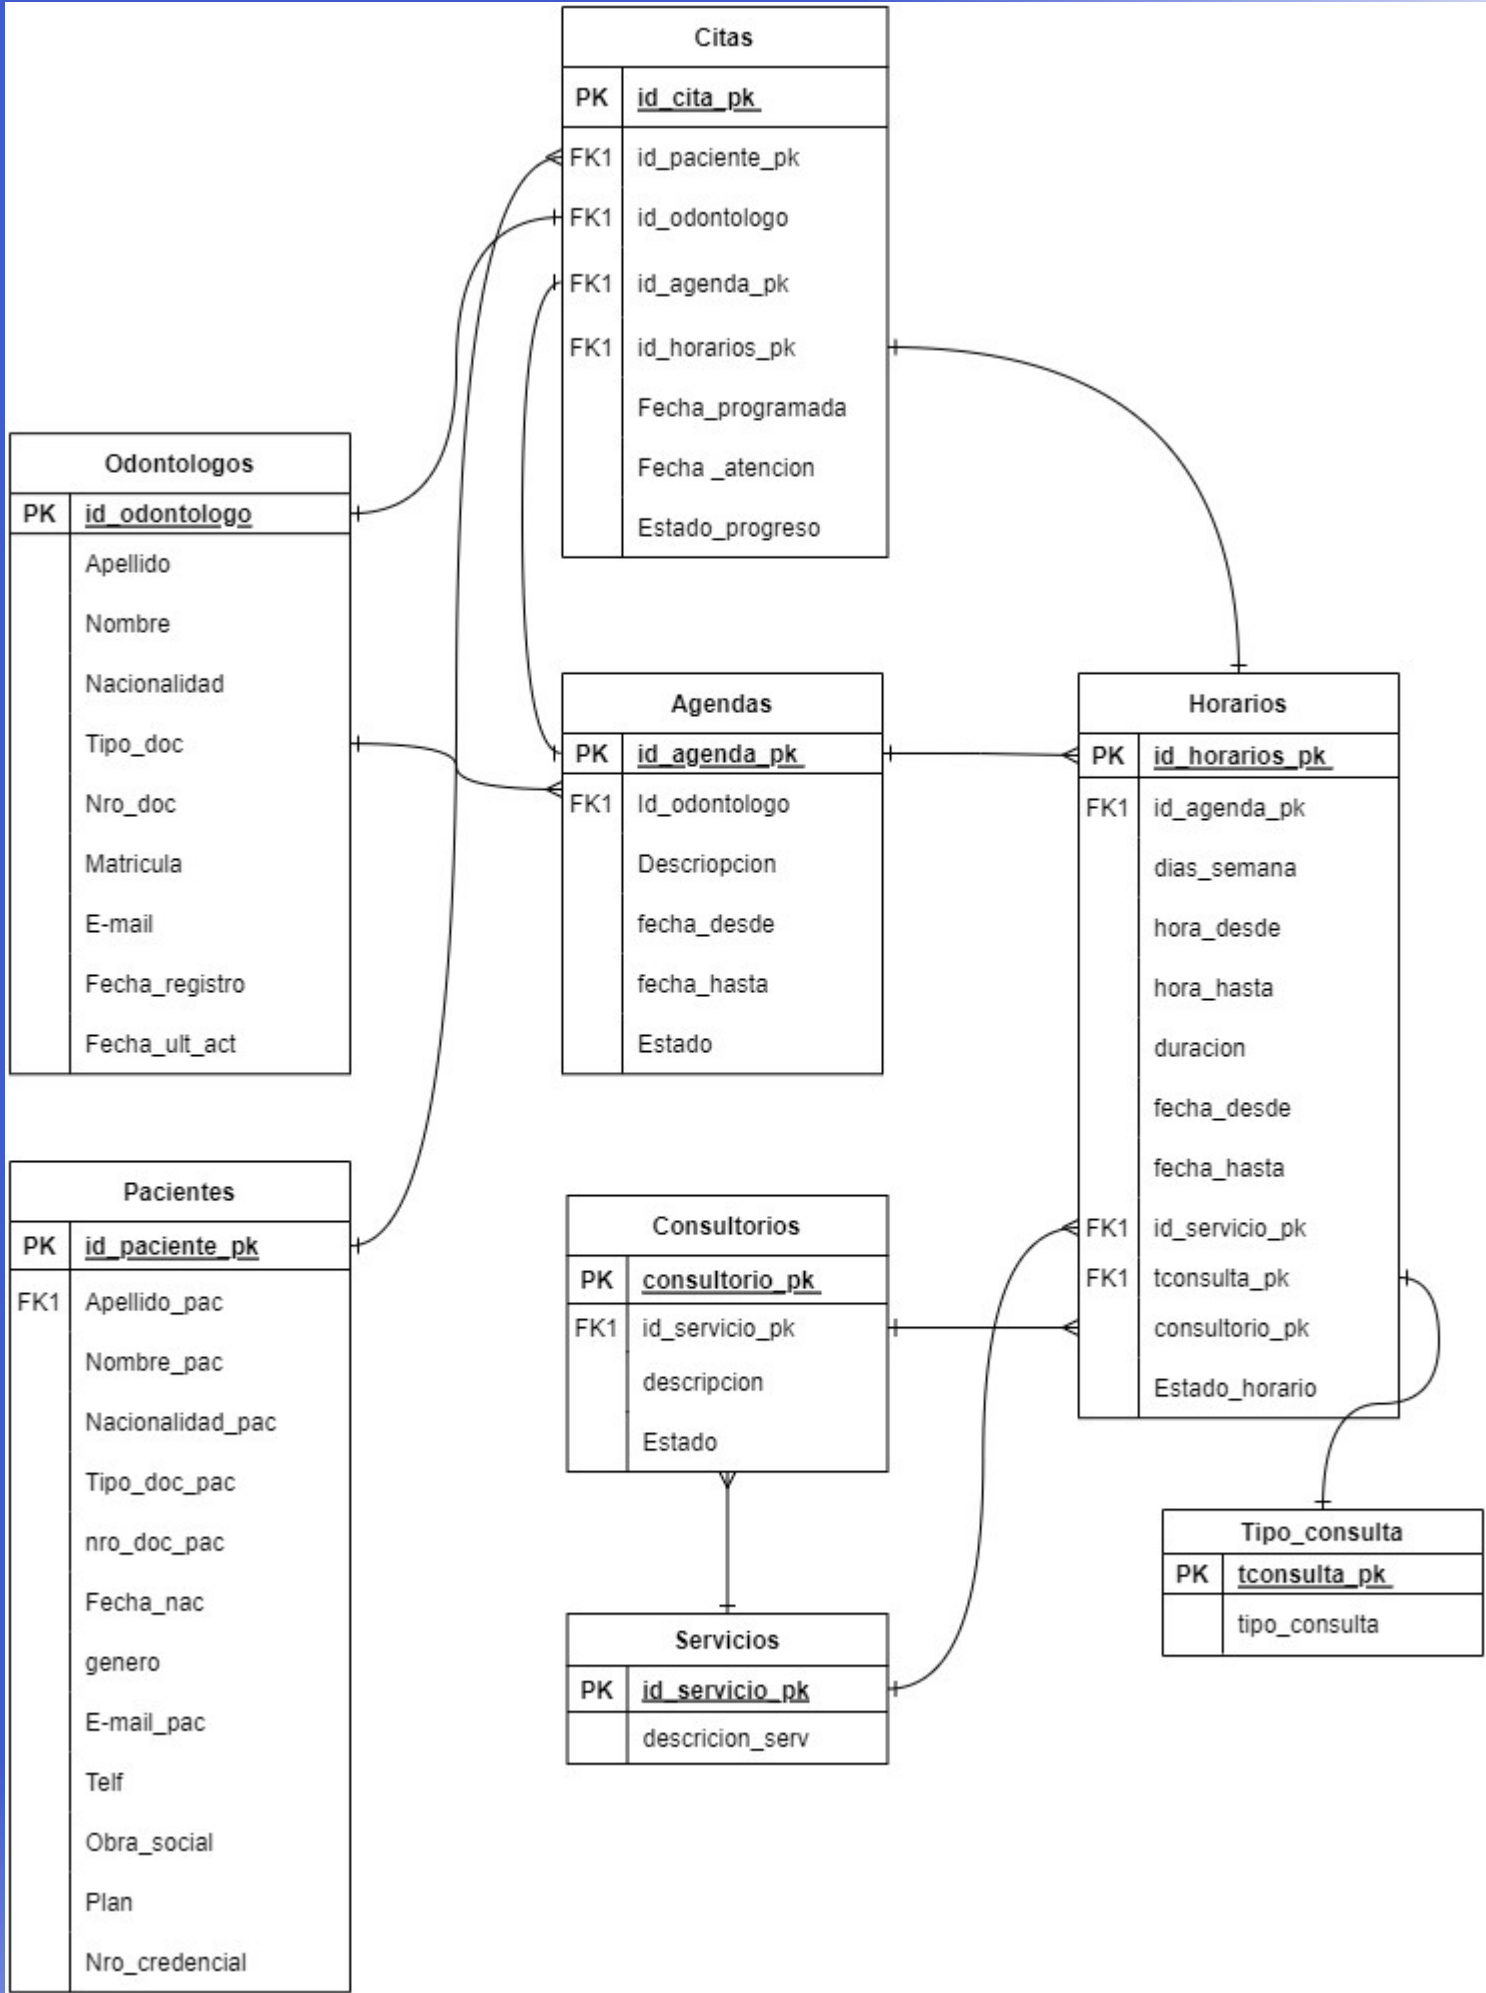 Citas
PK id_cita_pk
FK1 id_paciente_pk
FK1 id_odontologo
FK1 id_agenda_pk
FK1 id_horarios_pk
Fecha_programada
Fecha _atencion
Estado_progreso
Odontologos
PK id_odontologo
Apellido
Nombre
Nacionalidad
Tipo_doc
Nro_doc
Matricula
E-mail
Fecha_registro
Fecha_ult_act
Agendas
PK id_agenda_pk
FK1 Id_odontologo
Descriopcion
fecha_desde
fecha_hasta
Estado
Horarios
PK id_horarios_pk
FK1 id_agenda_pk
dias_semana
hora_desde
hora_hasta
duracion
fecha_desde
fecha_hasta
FK1 id_servicio_pk
FK1 tconsulta_pk
consultorio_pk
Estado_horario
Pacientes
PK id_paciente_pk
FK1 Apellido_pac
Nombre_pac
Nacionalidad_pac
Tipo_doc_pac
nro_doc_pac
Fecha_nac
genero
E-mail_pac
Telf
Obra_social
Plan
Nro_credencial
Consultorios
PK consultorio_pk
FK1 id_servicio_pk
descripcion
Estado
Servicios
PK id_servicio_pk
descricion_serv
Tipo_consulta
PK tconsulta_pk
tipo_consulta